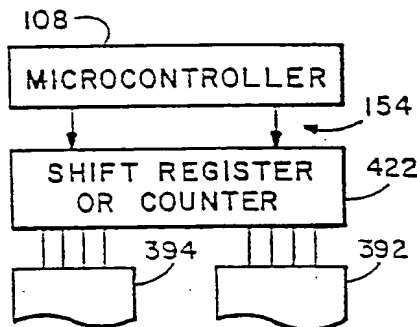 108
MICROCONTROLLER
154
SHIFT REGISTER
OR COUNTER
422
394
392